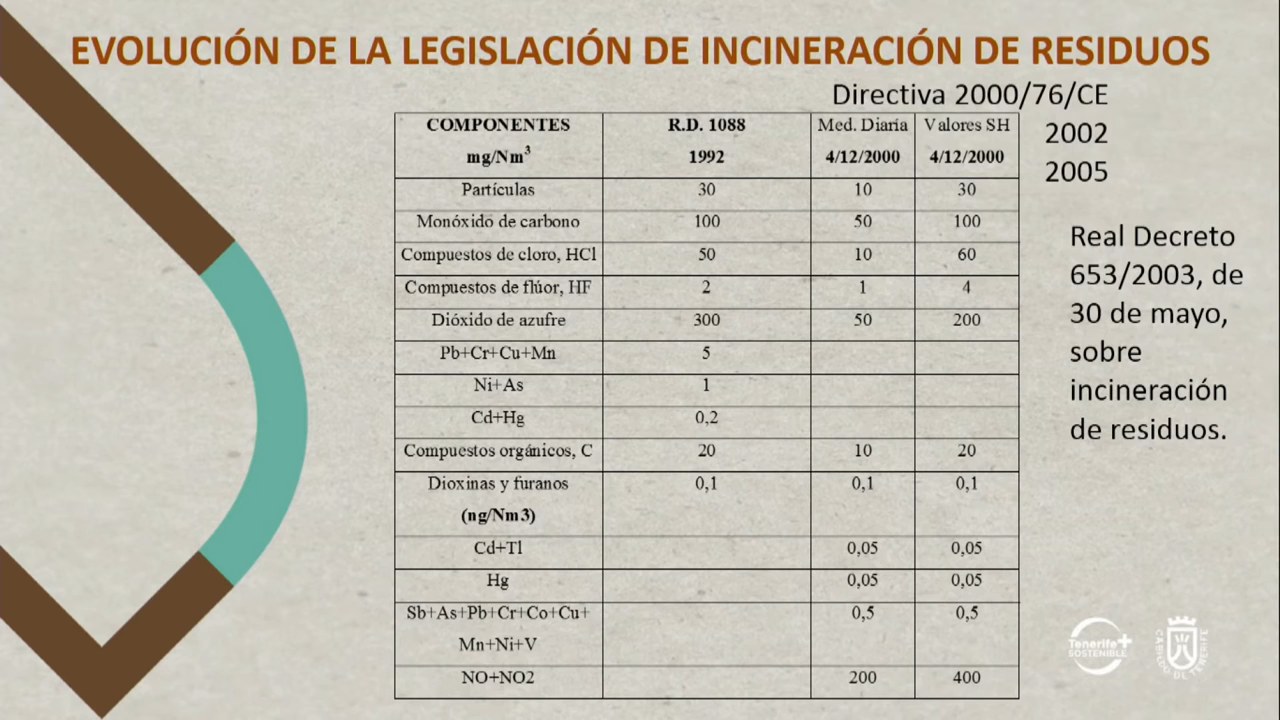 EVOLUCIÓN DE LA LEGISLACIÓN DE INCINERACIÓN DE RESIDUOS
Directiva 2000/76/CE
2002
2005
COMPONENTES R.D. 1088 Med. Diaria Valores SH
mg/Nm³ 1992 4/12/2000 4/12/2000
Partículas 30 10 30
Monóxido de carbono 100 50 100
Compuestos de cloro, HCl 50 10 60
Compuestos de flúor, HF 2 1 4
Dióxido de azufre 300 50 200
Pb+Cr+Cu+Mn 5
Ni+As 1
Cd+Hg 0,2
Compuestos orgánicos, C 20 10 20
Dioxinas y furanos 0,1 0,1 0,1
(ng/Nm3)
Cd+Tl 0,05 0,05
Hg 0,05 0,05
Sb+As+Pb+Cr+Co+Cu+ 0,5 0,5
Mn+Ni+V
NO+NO2 200 400
Real Decreto
653/2003, de
30 de mayo,
sobre
incineración
de residuos.
Tenerife+
SOSTENIBLE
CABILDO DE TENERIFE